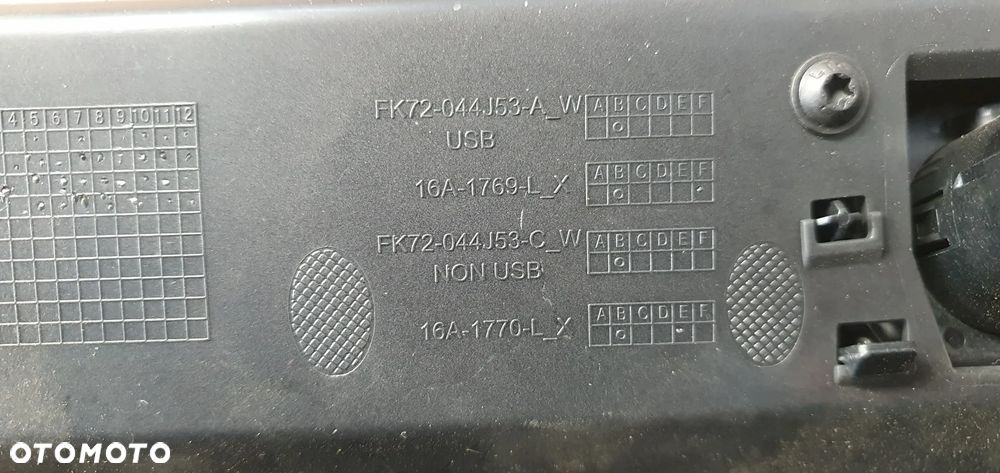 4 5 6 7 8 9 10 11 12
FK72-044J53-A_W A B C D E F
USB
16A-1769-L_X A B C D E F
FK72-044J53-C_W A B C D E F
NON USB
16A-1770-L_X A B C D E F
OTOMOTO